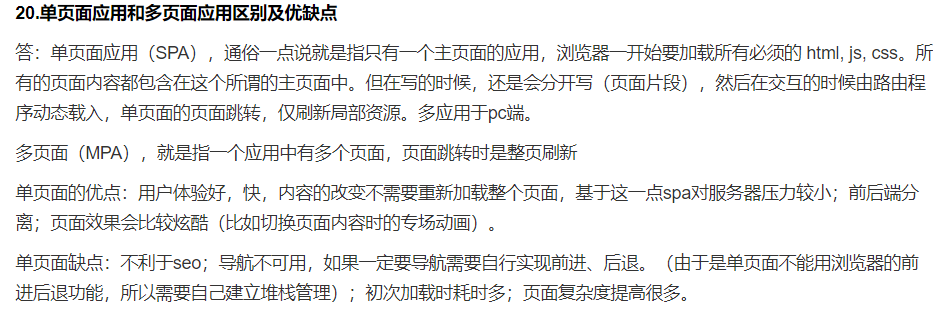 20.单页面应用和多页面应用区别及优缺点
答：单页面应用（SPA），通俗一点说就是指只有一个主页面的应用，浏览器一开始要加载所有必须的 html, js, css。所
有的页面内容都包含在这个所谓的主页面中。但在写的时候，还是会分开写（页面片段），然后在交互的时候由路由程
序动态载入，单页面的页面跳转，仅刷新局部资源。多应用于pc端。
多页面（MPA），就是指一个应用中有多个页面，页面跳转时是整页刷新
单页面的优点：用户体验好，快，内容的改变不需要重新加载整个页面，基于这一点spa对服务器压力较小；前后端分
离；页面效果会比较炫酷（比如切换页面内容时的专场动画）。
单页面缺点：不利于seo；导航不可用，如果一定要导航需要自行实现前进、后退。（由于是单页面不能用浏览器的前
进后退功能，所以需要自己建立堆栈管理）；初次加载时耗时多；页面复杂度提高很多。